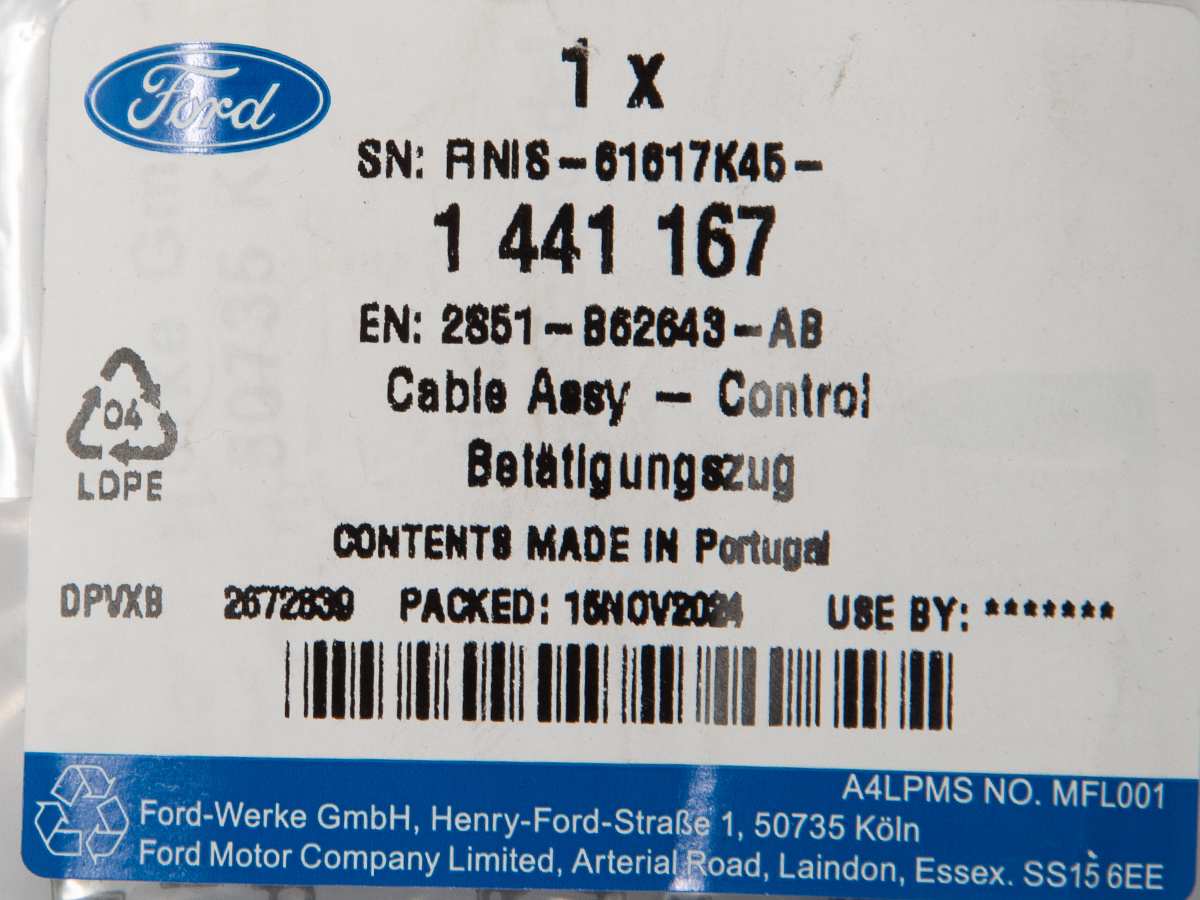 Ford
1 x
SN: FINIS-61617K45-
1 441 167
EN: 2S51-B62643-AB
Cable Assy - Control
Betätigungszug
04
LDPE
CONTENTS MADE IN Portugal
DPVXB 2672839 PACKED: 15NOV2021 USE BY: *******
A4LPMS NO. MFL001
Ford-Werke GmbH, Henry-Ford-Straße 1, 50735 Köln
Ford Motor Company Limited, Arterial Road, Laindon, Essex. SS15 6EE